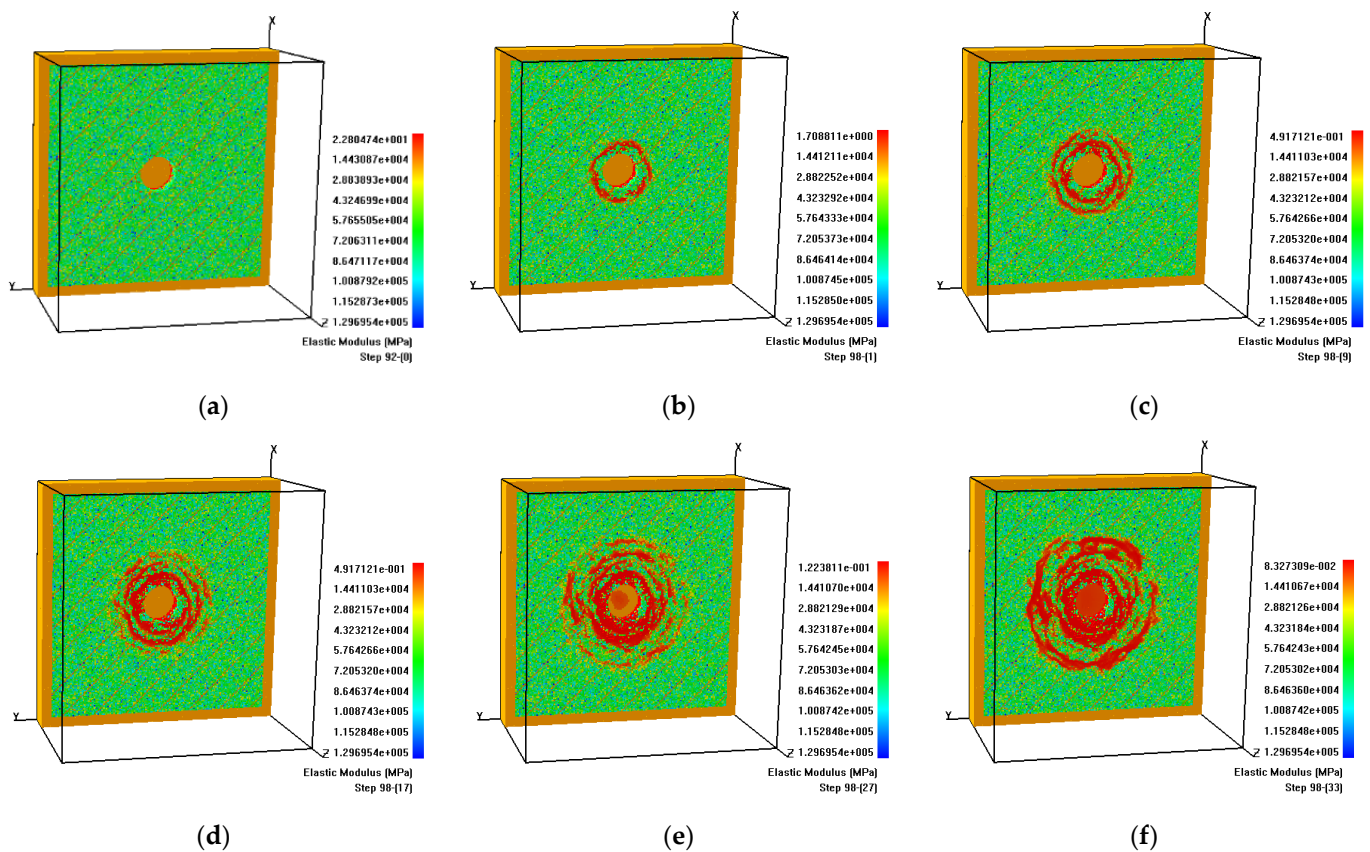 X
2.280474e+001
1.443087e+004
2.883893e+004
4.324699e+004
5.765505e+004
7.206311e+004
8.647117e+004
1.008792e+005
1.152873e+005
Y
Z 1.296954e+005
Elastic Modulus (MPa)
Step 92-(0)
(a)
X
1.708811e+000
1.441211e+004
2.882252e+004
4.323292e+004
5.764333e+004
7.205373e+004
8.646414e+004
1.008745e+005
1.152850e+005
Y
Z 1.296954e+005
Elastic Modulus (MPa)
Step 98-(1)
(b)
X
4.917121e-001
1.441103e+004
2.882157e+004
4.323212e+004
5.764266e+004
7.205320e+004
8.646374e+004
1.008743e+005
1.152848e+005
Y
Z 1.296954e+005
Elastic Modulus (MPa)
Step 98-(9)
(c)
X
4.917121e-001
1.441103e+004
2.882157e+004
4.323212e+004
5.764266e+004
7.205320e+004
8.646374e+004
1.008743e+005
1.152848e+005
Y
Z 1.296954e+005
Elastic Modulus (MPa)
Step 98-(17)
(d)
X
1.223811e-001
1.441070e+004
2.882129e+004
4.323187e+004
5.764245e+004
7.205303e+004
8.646362e+004
1.008742e+005
1.152848e+005
Y
Z 1.296954e+005
Elastic Modulus (MPa)
Step 98-(27)
(e)
X
8.327309e-002
1.441067e+004
2.882126e+004
4.323184e+004
5.764243e+004
7.205302e+004
8.646360e+004
1.008742e+005
1.152848e+005
Y
Z 1.296954e+005
Elastic Modulus (MPa)
Step 98-(33)
(f)